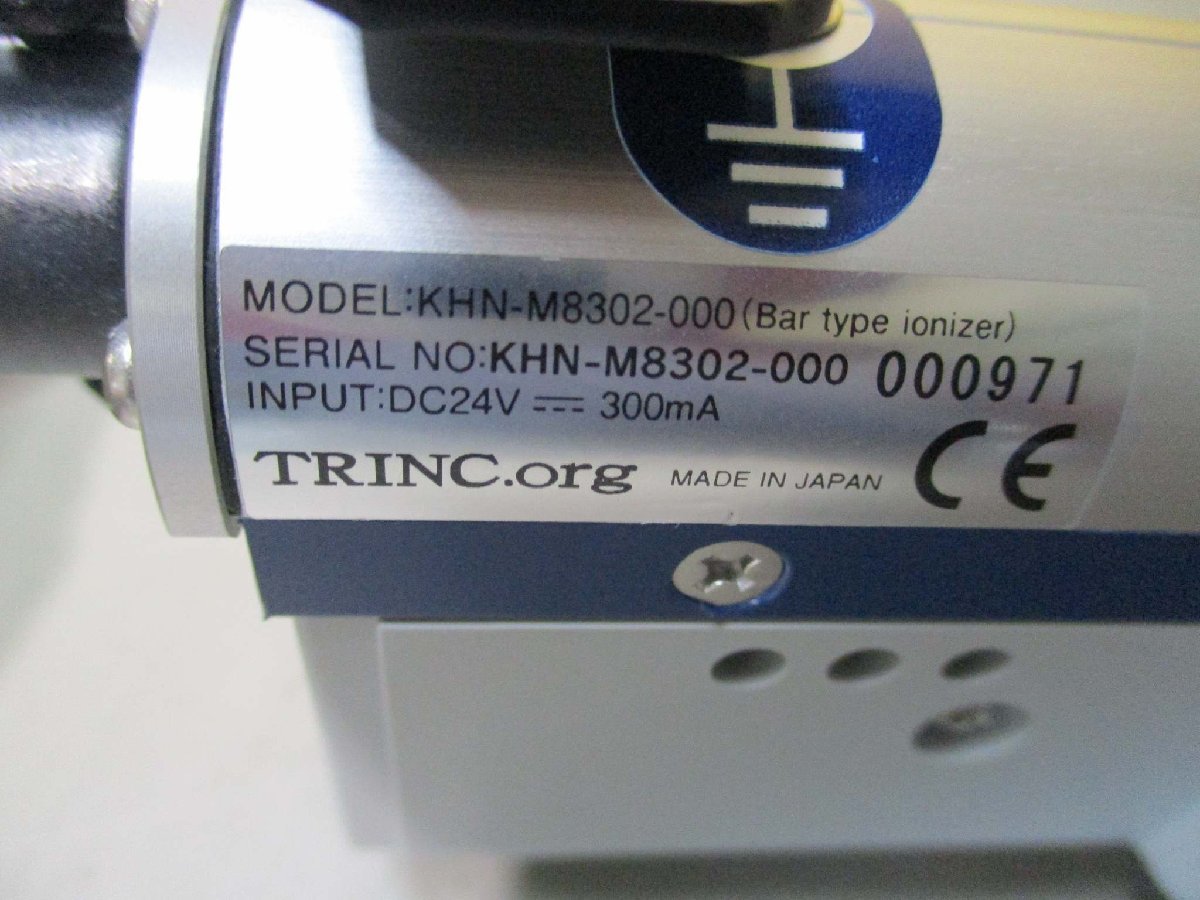 MODEL:KHN-M8302-000(Bar type ionizer)
SERIAL NO:KHN-M8302-000 000971
INPUT:DC24V ⎓ 300mA
TRINC.org MADE IN JAPAN CE